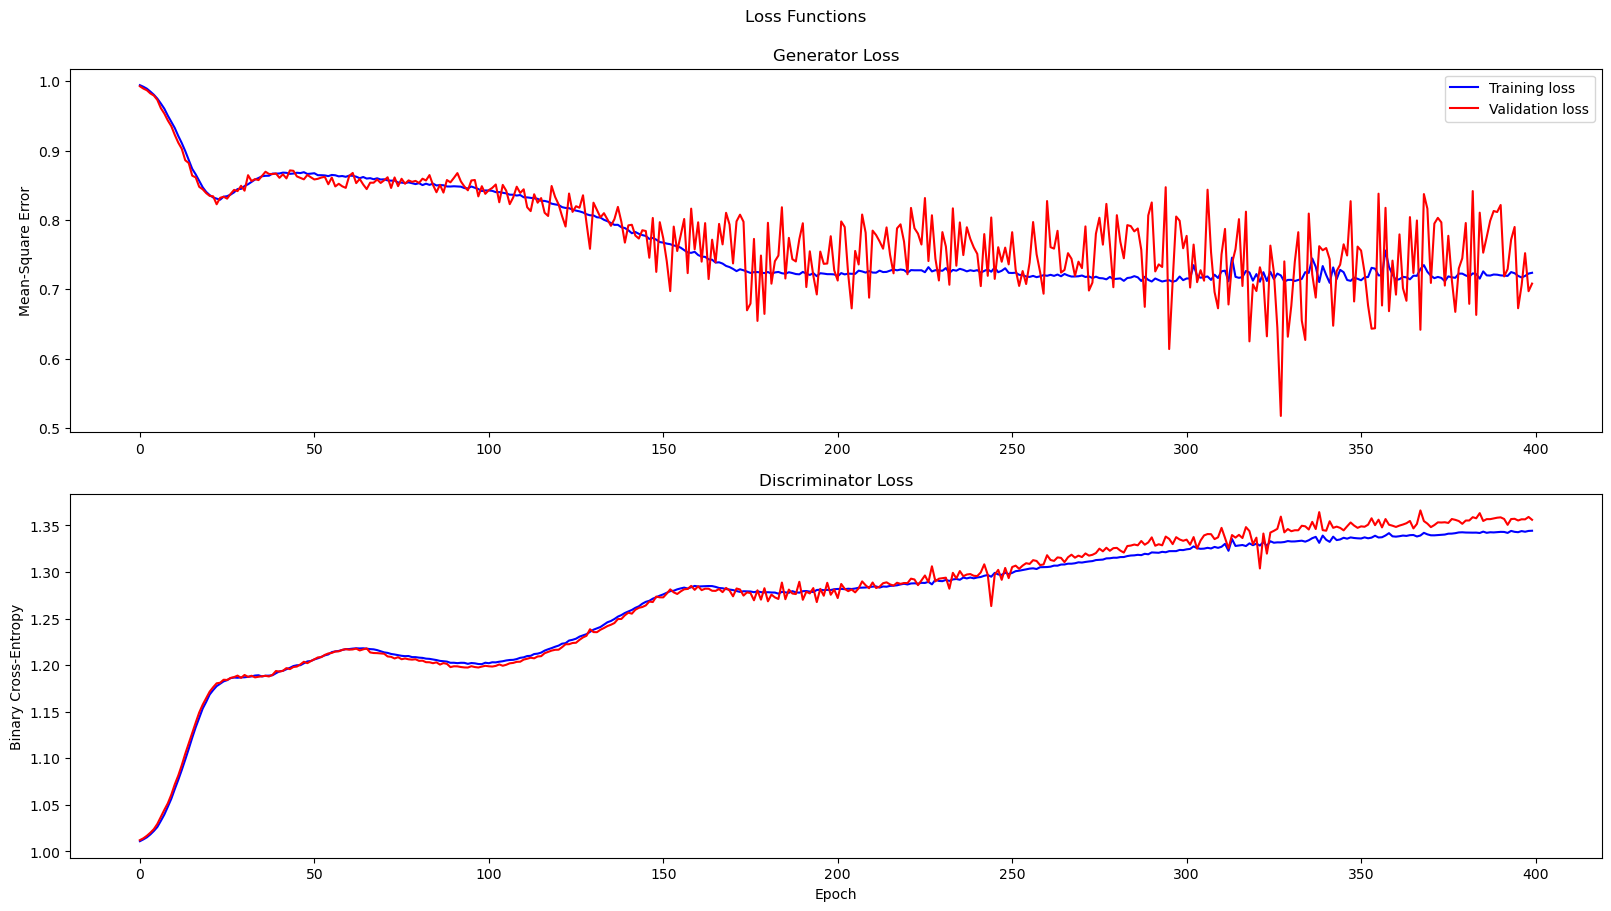 Loss Functions
Generator Loss
Mean-Square Error
1.0
0.9
0.8
0.7
0.6
0.5
Training loss
Validation loss
0 50 100 150 200 250 300 350 400
Discriminator Loss
Binary Cross-Entropy
1.35
1.30
1.25
1.20
1.15
1.10
1.05
1.00
0 50 100 150 200 250 300 350 400
Epoch